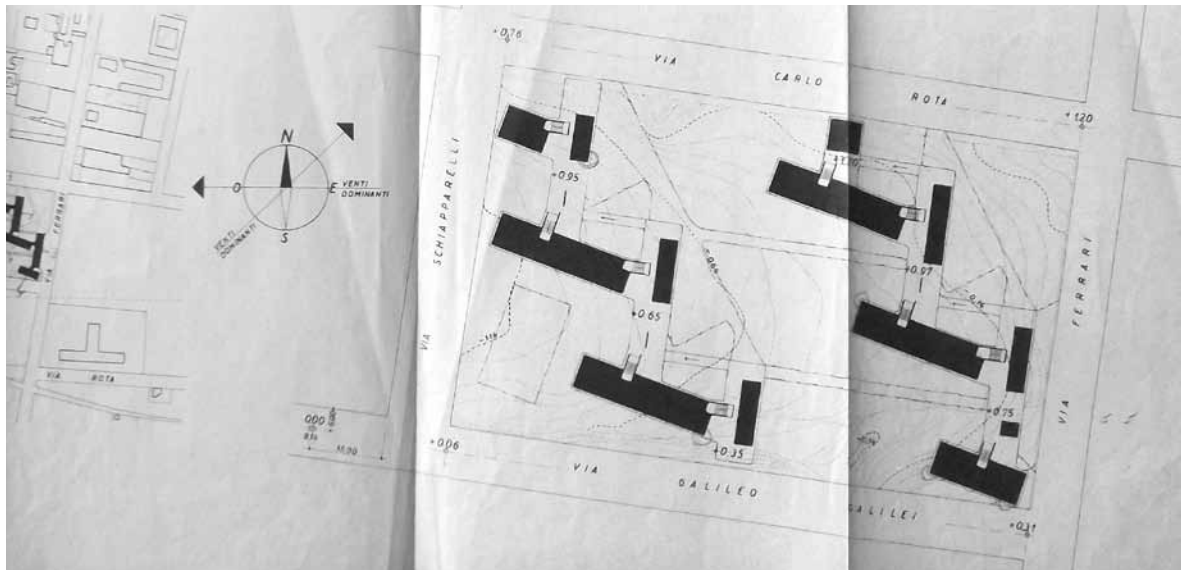 +0.76
VIA CARLO ROTA
+1.20
N
O
E
S
VENTI
DOMINANTI
VENTI
DOMINANTI
VIA FERRARI
VIA SCHIAPPARELLI
+0.95
+0.97
+0.65
VIA FERRARI
VIA ROTA
0.00
+0.75
+0.06
+0.35
VIA GALILEO GALILEI